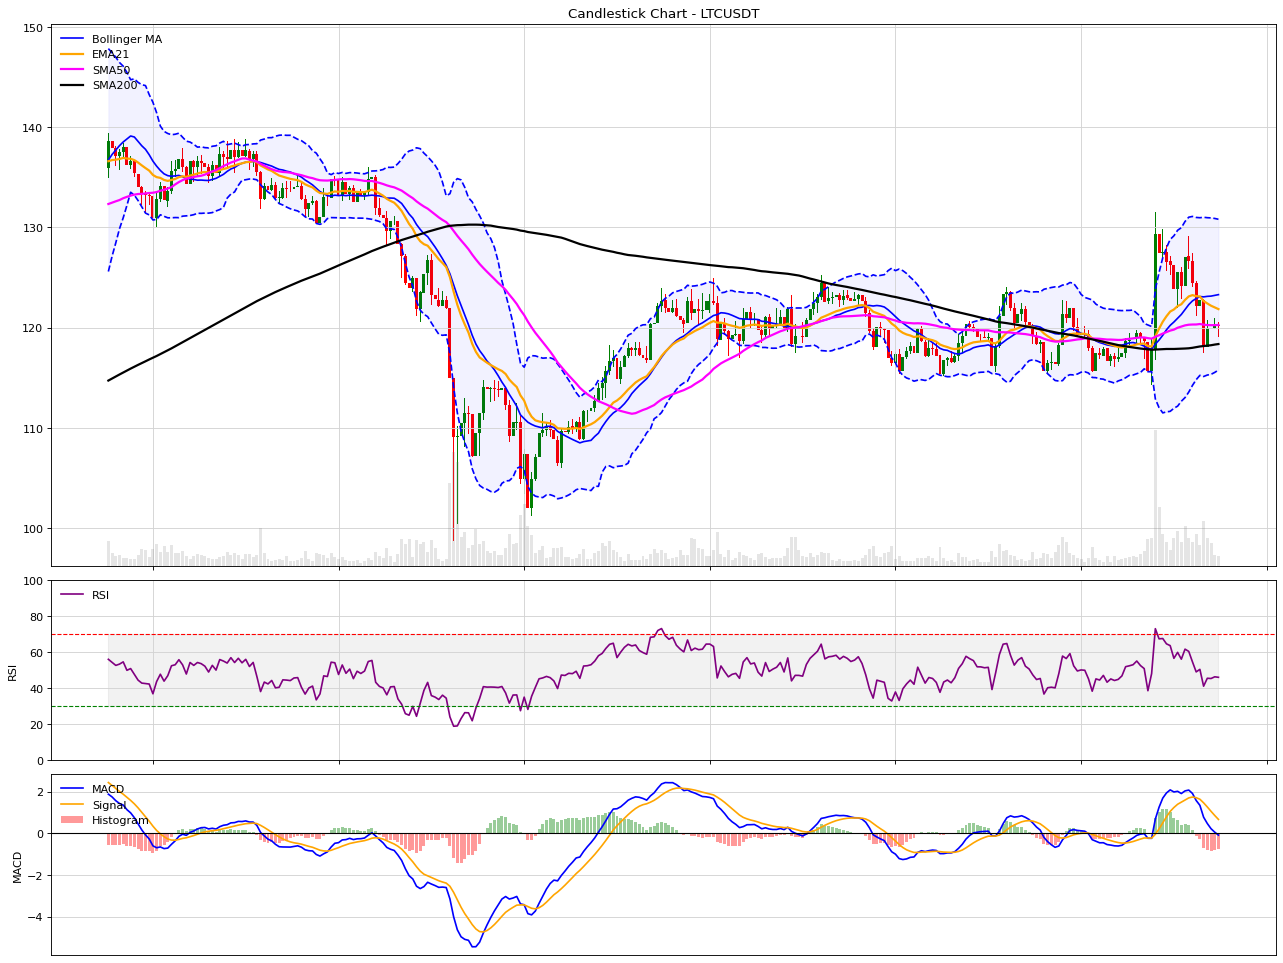 Candlestick Chart - LTCUSDT
150
140
130
120
110
100
Bollinger MA
EMA21
SMA50
SMA200
100
80
60
40
20
0
RSI
RSI
2
0
−2
−4
MACD
MACD
Signal
Histogram